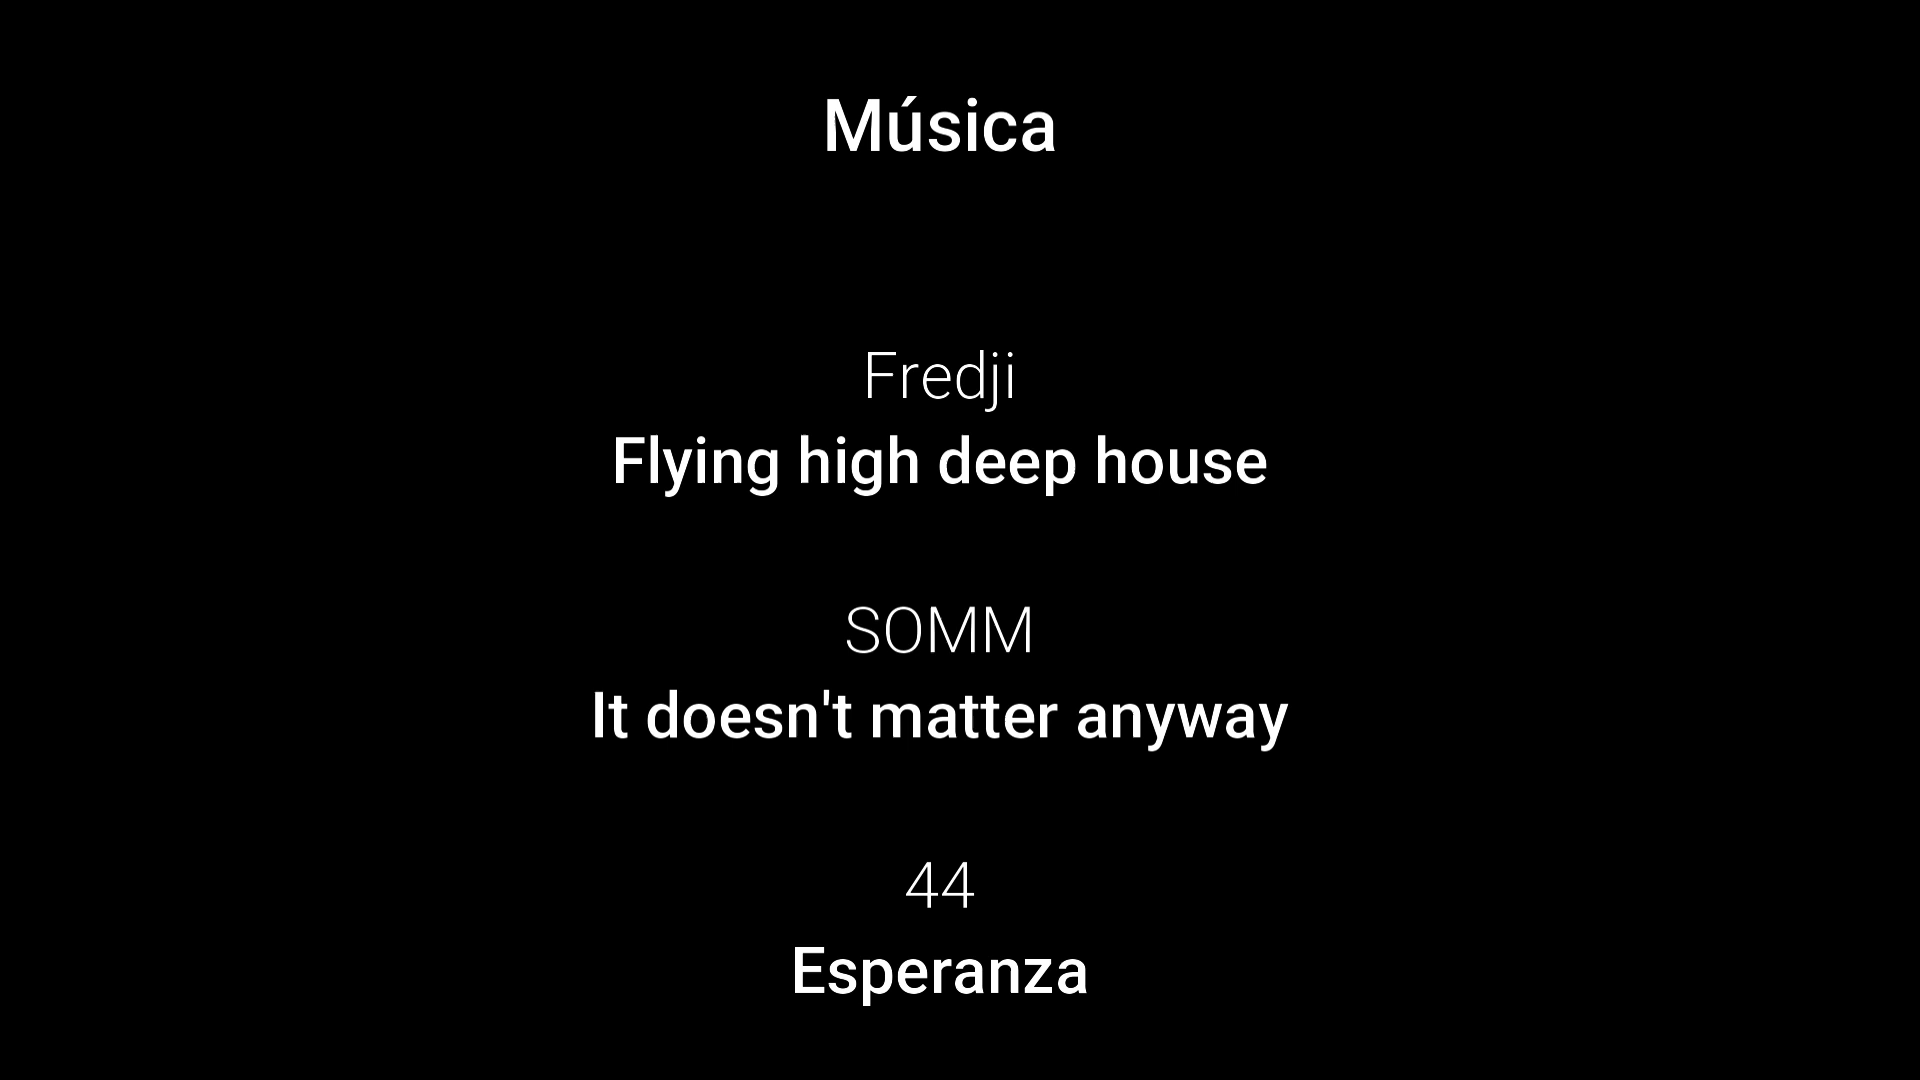 Música
Fredji
Flying high deep house
SOMM
It doesn't matter anyway
44
Esperanza